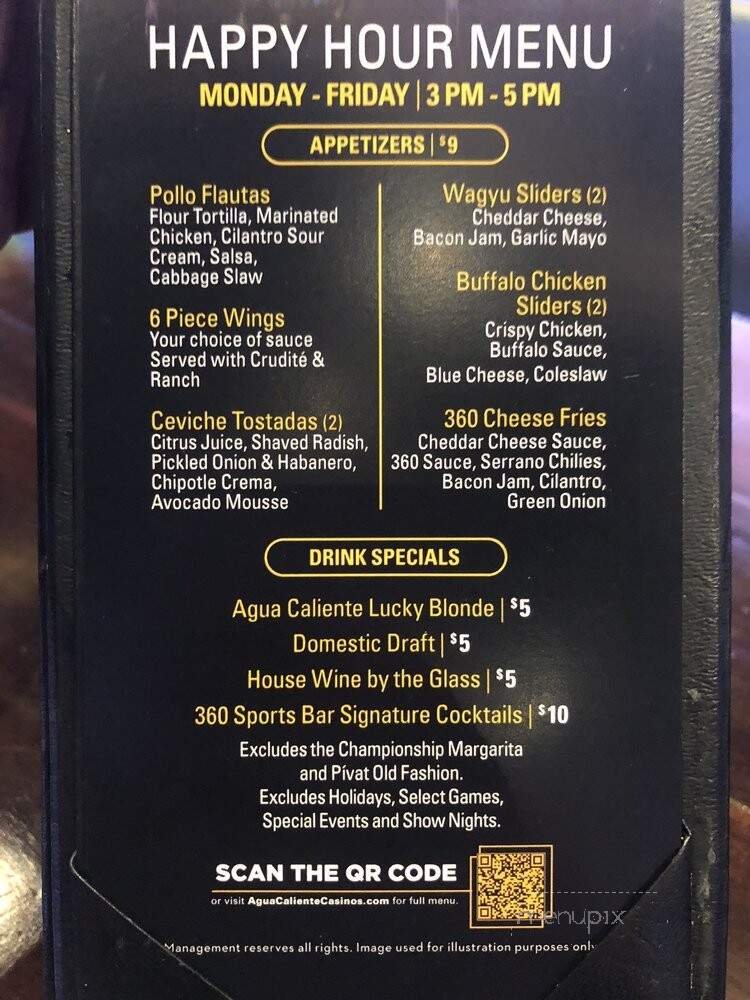 HAPPY HOUR MENU
MONDAY - FRIDAY | 3 PM - 5 PM
APPETIZERS | $9
Pollo Flautas
Flour Tortilla, Marinated
Chicken, Cilantro Sour
Cream, Salsa,
Cabbage Slaw
6 Piece Wings
Your choice of sauce
Served with Crudité &
Ranch
Ceviche Tostadas (2)
Citrus Juice, Shaved Radish,
Pickled Onion & Habanero,
Chipotle Crema,
Avocado Mousse
Wagyu Sliders (2)
Cheddar Cheese,
Bacon Jam, Garlic Mayo
Buffalo Chicken
Sliders (2)
Crispy Chicken,
Buffalo Sauce,
Blue Cheese, Coleslaw
360 Cheese Fries
Cheddar Cheese Sauce,
360 Sauce, Serrano Chilies,
Bacon Jam, Cilantro,
Green Onion
DRINK SPECIALS
Agua Caliente Lucky Blonde | $5
Domestic Draft | $5
House Wine by the Glass | $5
360 Sports Bar Signature Cocktails | $10
Excludes the Championship Margarita
and Pívat Old Fashion.
Excludes Holidays, Select Games,
Special Events and Show Nights.
SCAN THE QR CODE
or visit AguaCalienteCasinos.com for full menu.
menupix
Management reserves all rights. Image used for illustration purposes only